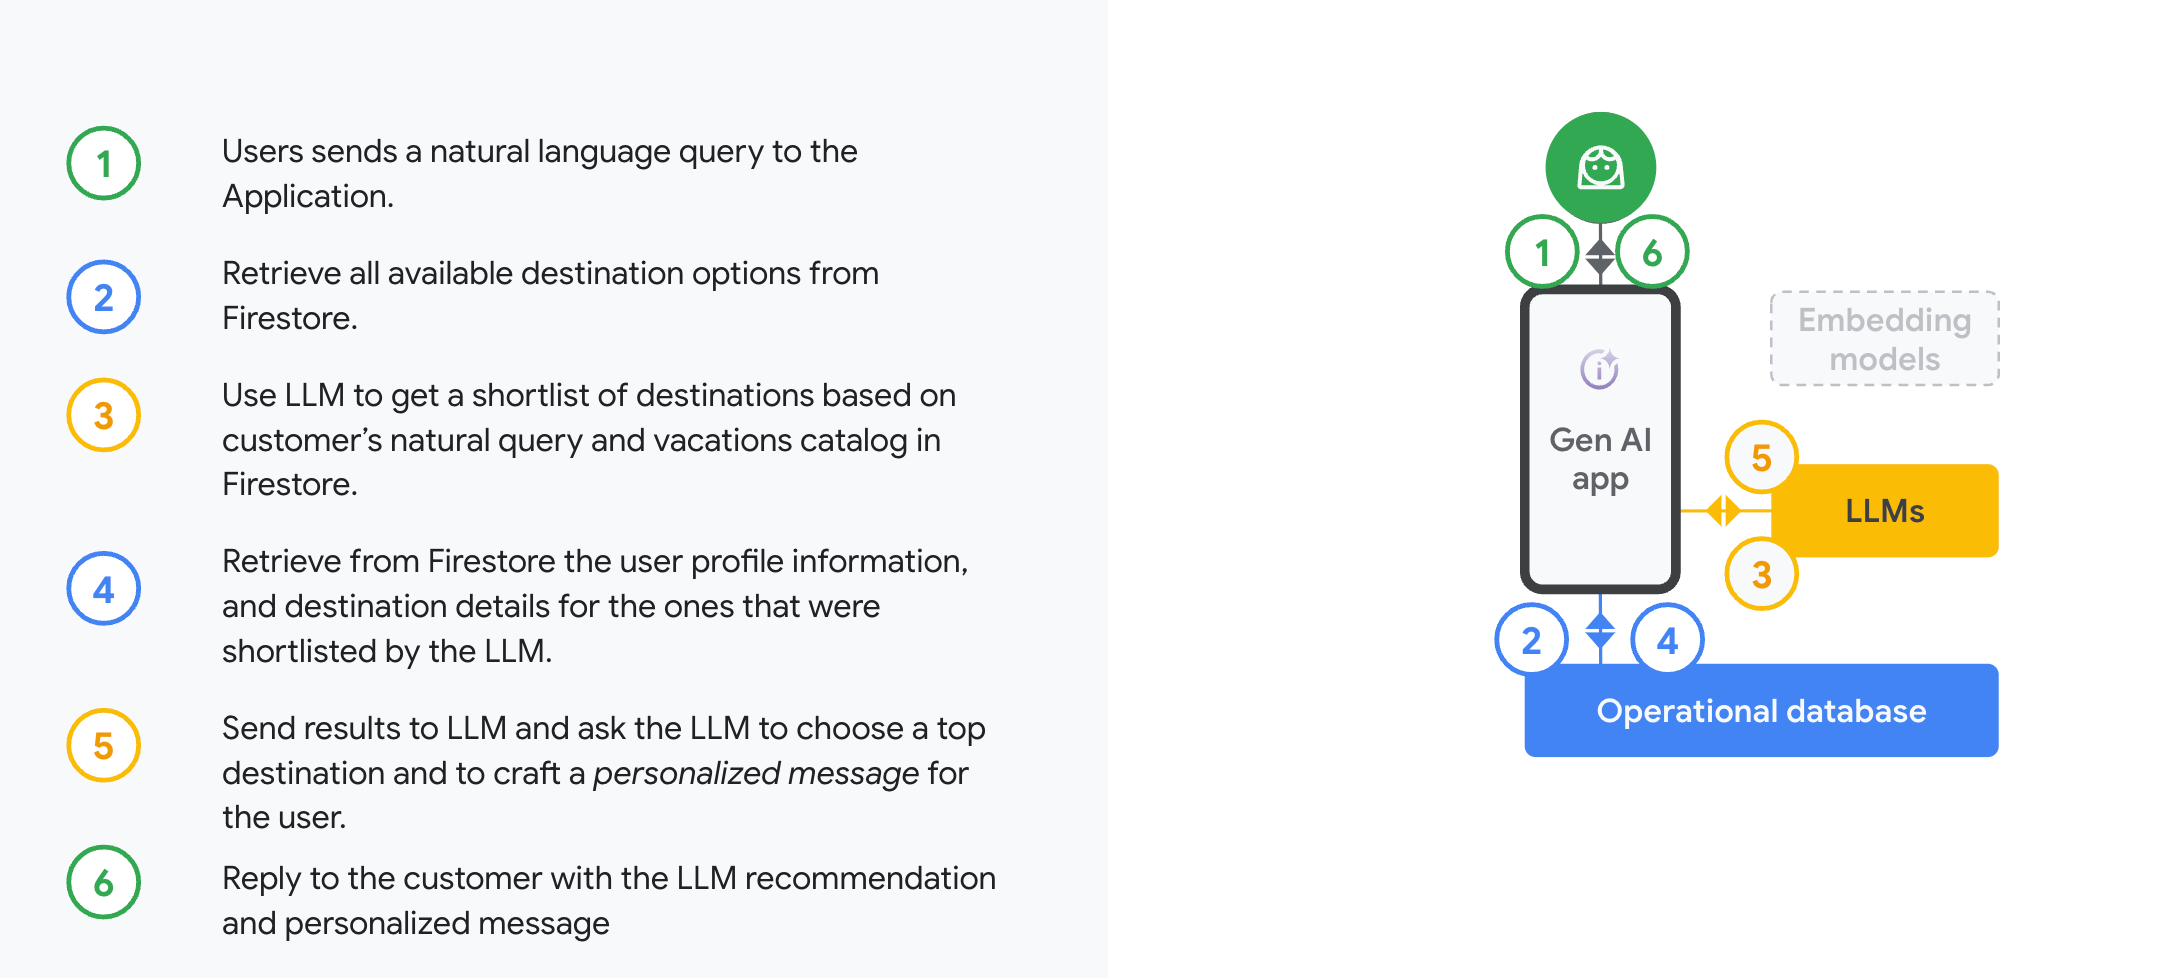 1
Users sends a natural language query to the
Application.
2
Retrieve all available destination options from
Firestore.
3
Use LLM to get a shortlist of destinations based on
customer’s natural query and vacations catalog in
Firestore.
4
Retrieve from Firestore the user profile information,
and destination details for the ones that were
shortlisted by the LLM.
5
Send results to LLM and ask the LLM to choose a top
destination and to craft a personalized message for
the user.
6
Reply to the customer with the LLM recommendation
and personalized message
1
6
Embedding
models
i
Gen AI
app
5
LLMs
3
2
4
Operational database